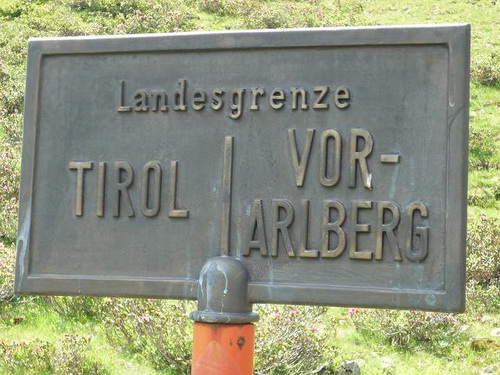 Landesgrenze
TIROL
VOR-
ARLBERG